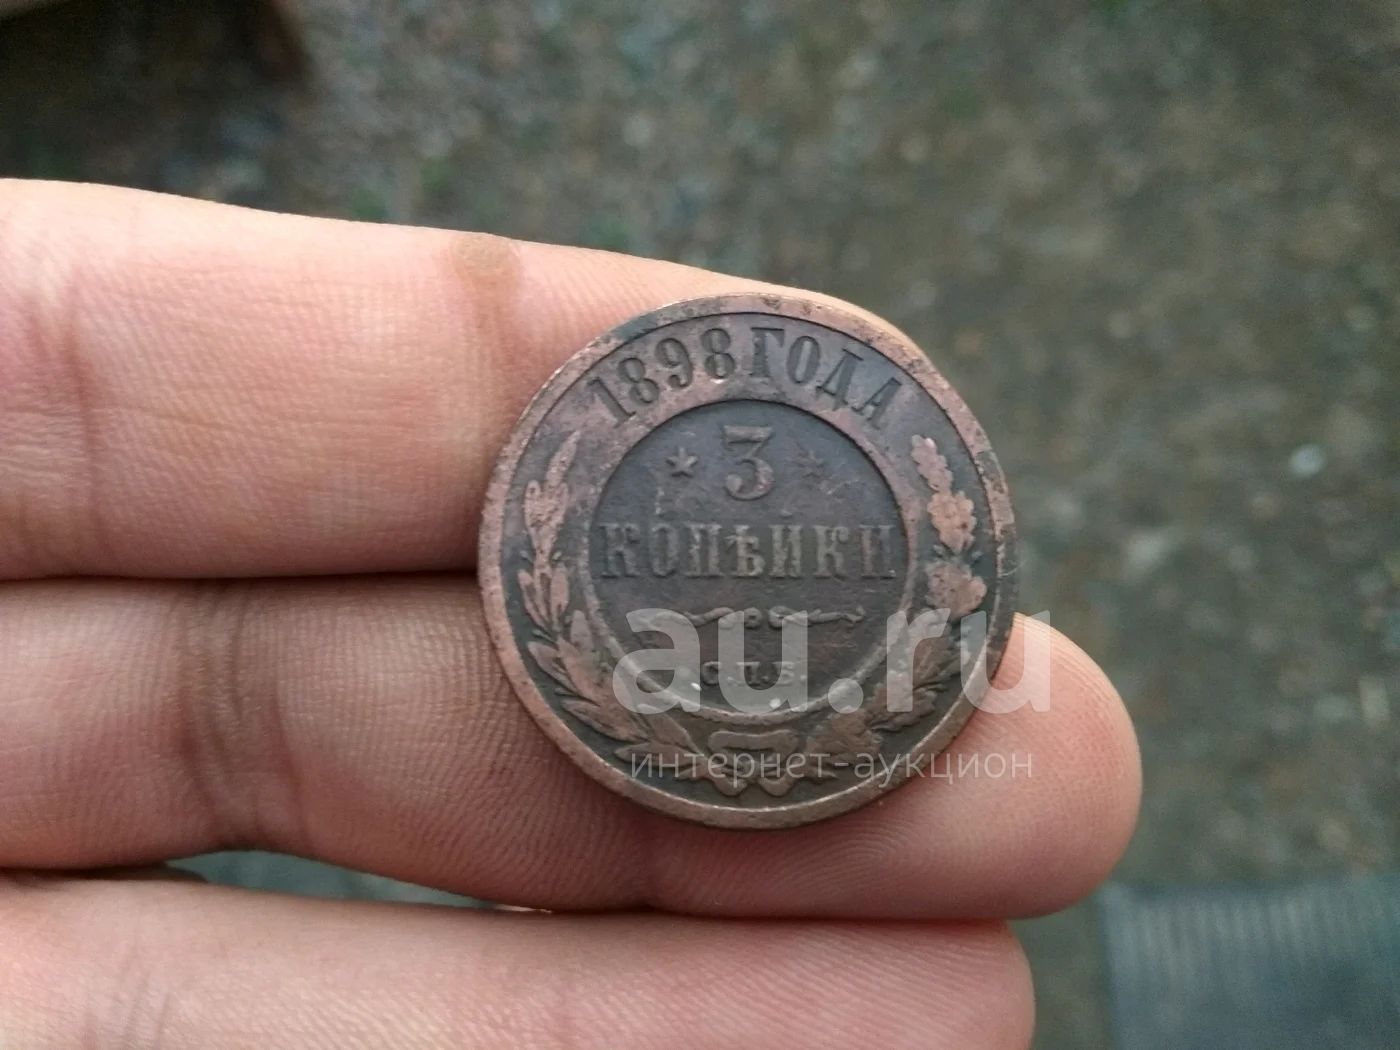 1898 ГОДА
3
КОПѢЙКИ
С.П.Б.
au.ru
интернет-аукцион